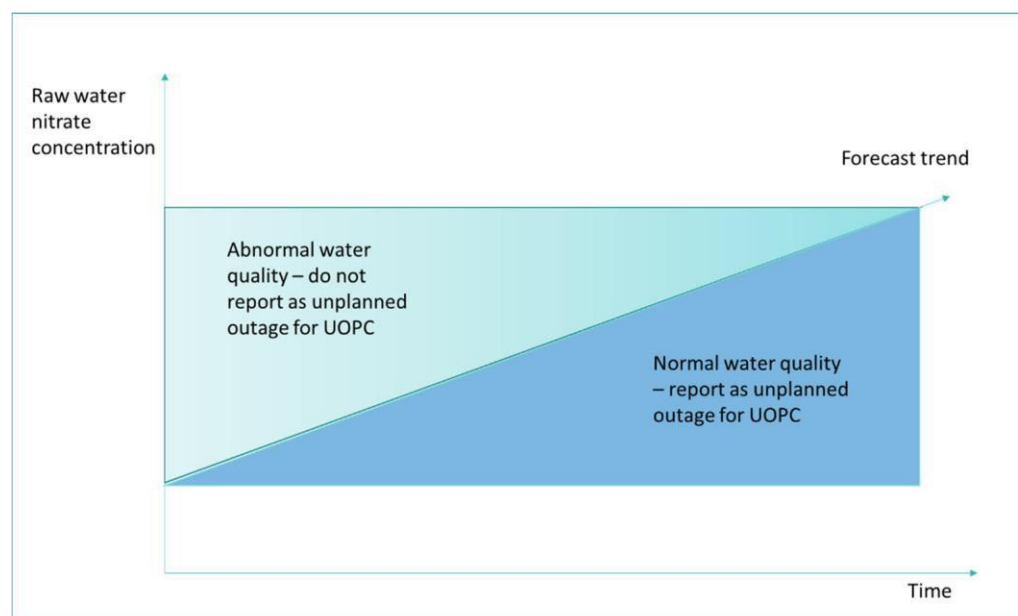 Raw water
nitrate
concentration
Forecast trend
Abnormal water
quality – do not
report as unplanned
outage for UOPC
Normal water quality
– report as unplanned
outage for UOPC
Time